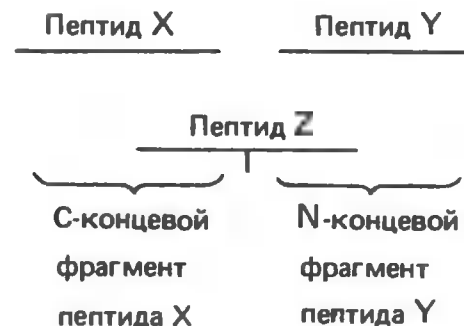 Пептид X Пептид Y
Пептид Z
С-концевой N-концевой
фрагмент фрагмент
пептида X пептида Y